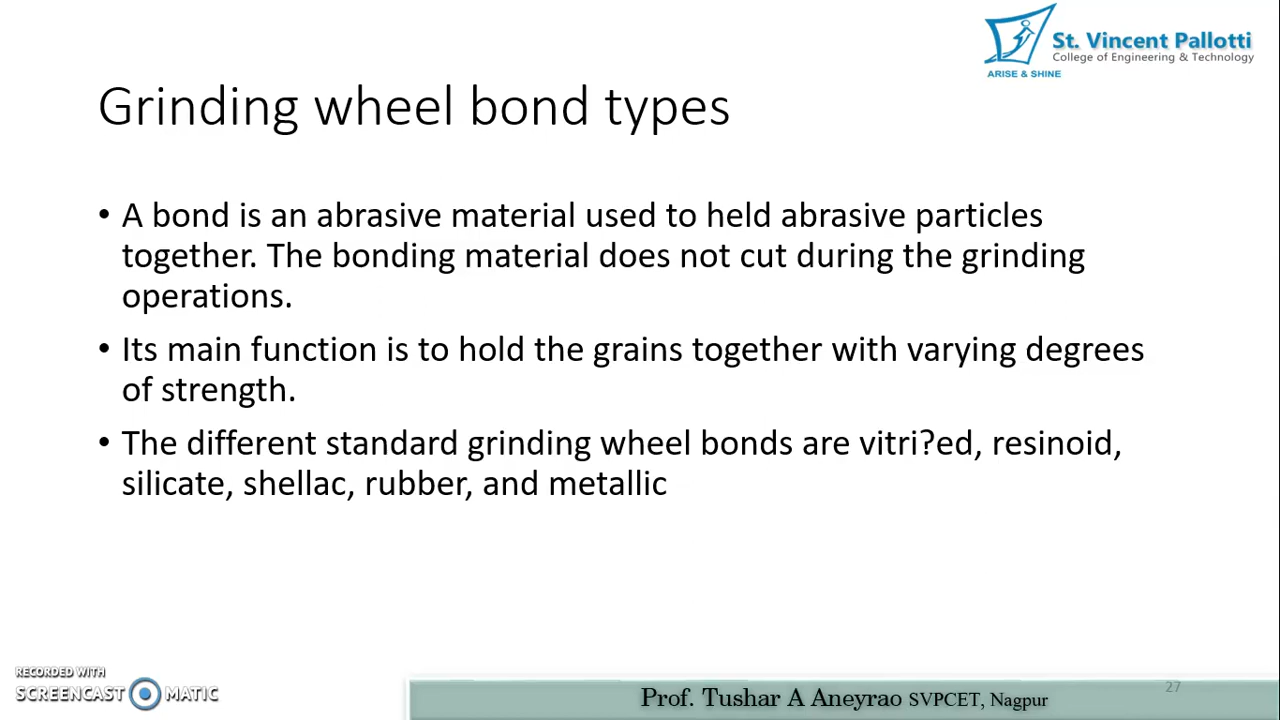 St. Vincent Pallotti
College of Engineering & Technology
ARISE & SHINE
Grinding wheel bond types
• A bond is an abrasive material used to held abrasive particles
together. The bonding material does not cut during the grinding
operations.
• Its main function is to hold the grains together with varying degrees
of strength.
• The different standard grinding wheel bonds are vitri?ed, resinoid,
silicate, shellac, rubber, and metallic
RECORDED WITH
SCREENCAST MATIC
Prof. Tushar A Aneyrao SVPCET, Nagpur
27